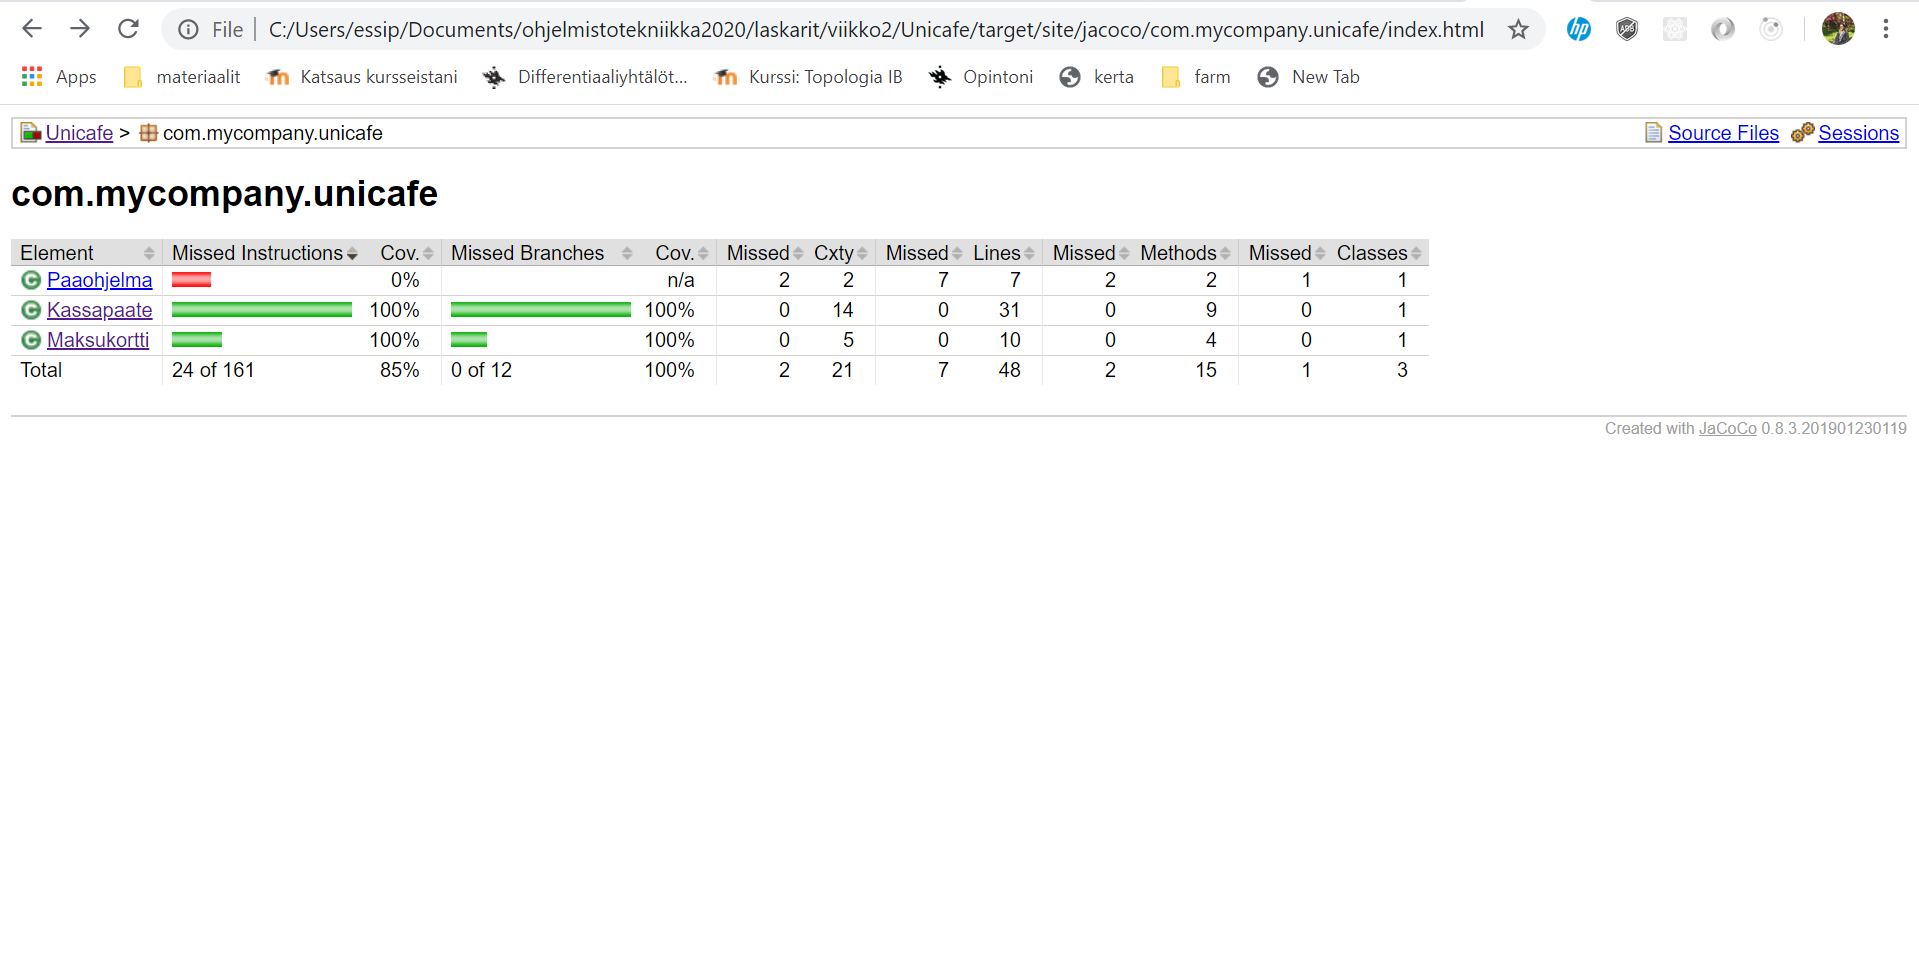 File C:/Users/essip/Documents/ohjelmistotekniikka2020/laskarit/viikko2/Unicafe/target/site/jacoco/com.mycompany.unicafe/index.html hp ABP
Apps materiaalit Katsaus kursseistani Differentiaaliyhtälöt... Kurssi: Topologia IB Opintoni kerta farm New Tab
Unicafe > com.mycompany.unicafe Source Files Sessions
com.mycompany.unicafe
Element Missed Instructions Cov. Missed Branches Cov. Missed Cxty Missed Lines Missed Methods Missed Classes
C Paaohjelma 0% n/a 2 2 7 7 2 2 1 1
C Kassapaate 100% 100% 0 14 0 31 0 9 0 1
C Maksukortti 100% 100% 0 5 0 10 0 4 0 1
Total 24 of 161 85% 0 of 12 100% 2 21 7 48 2 15 1 3
Created with JaCoCo 0.8.3.201901230119